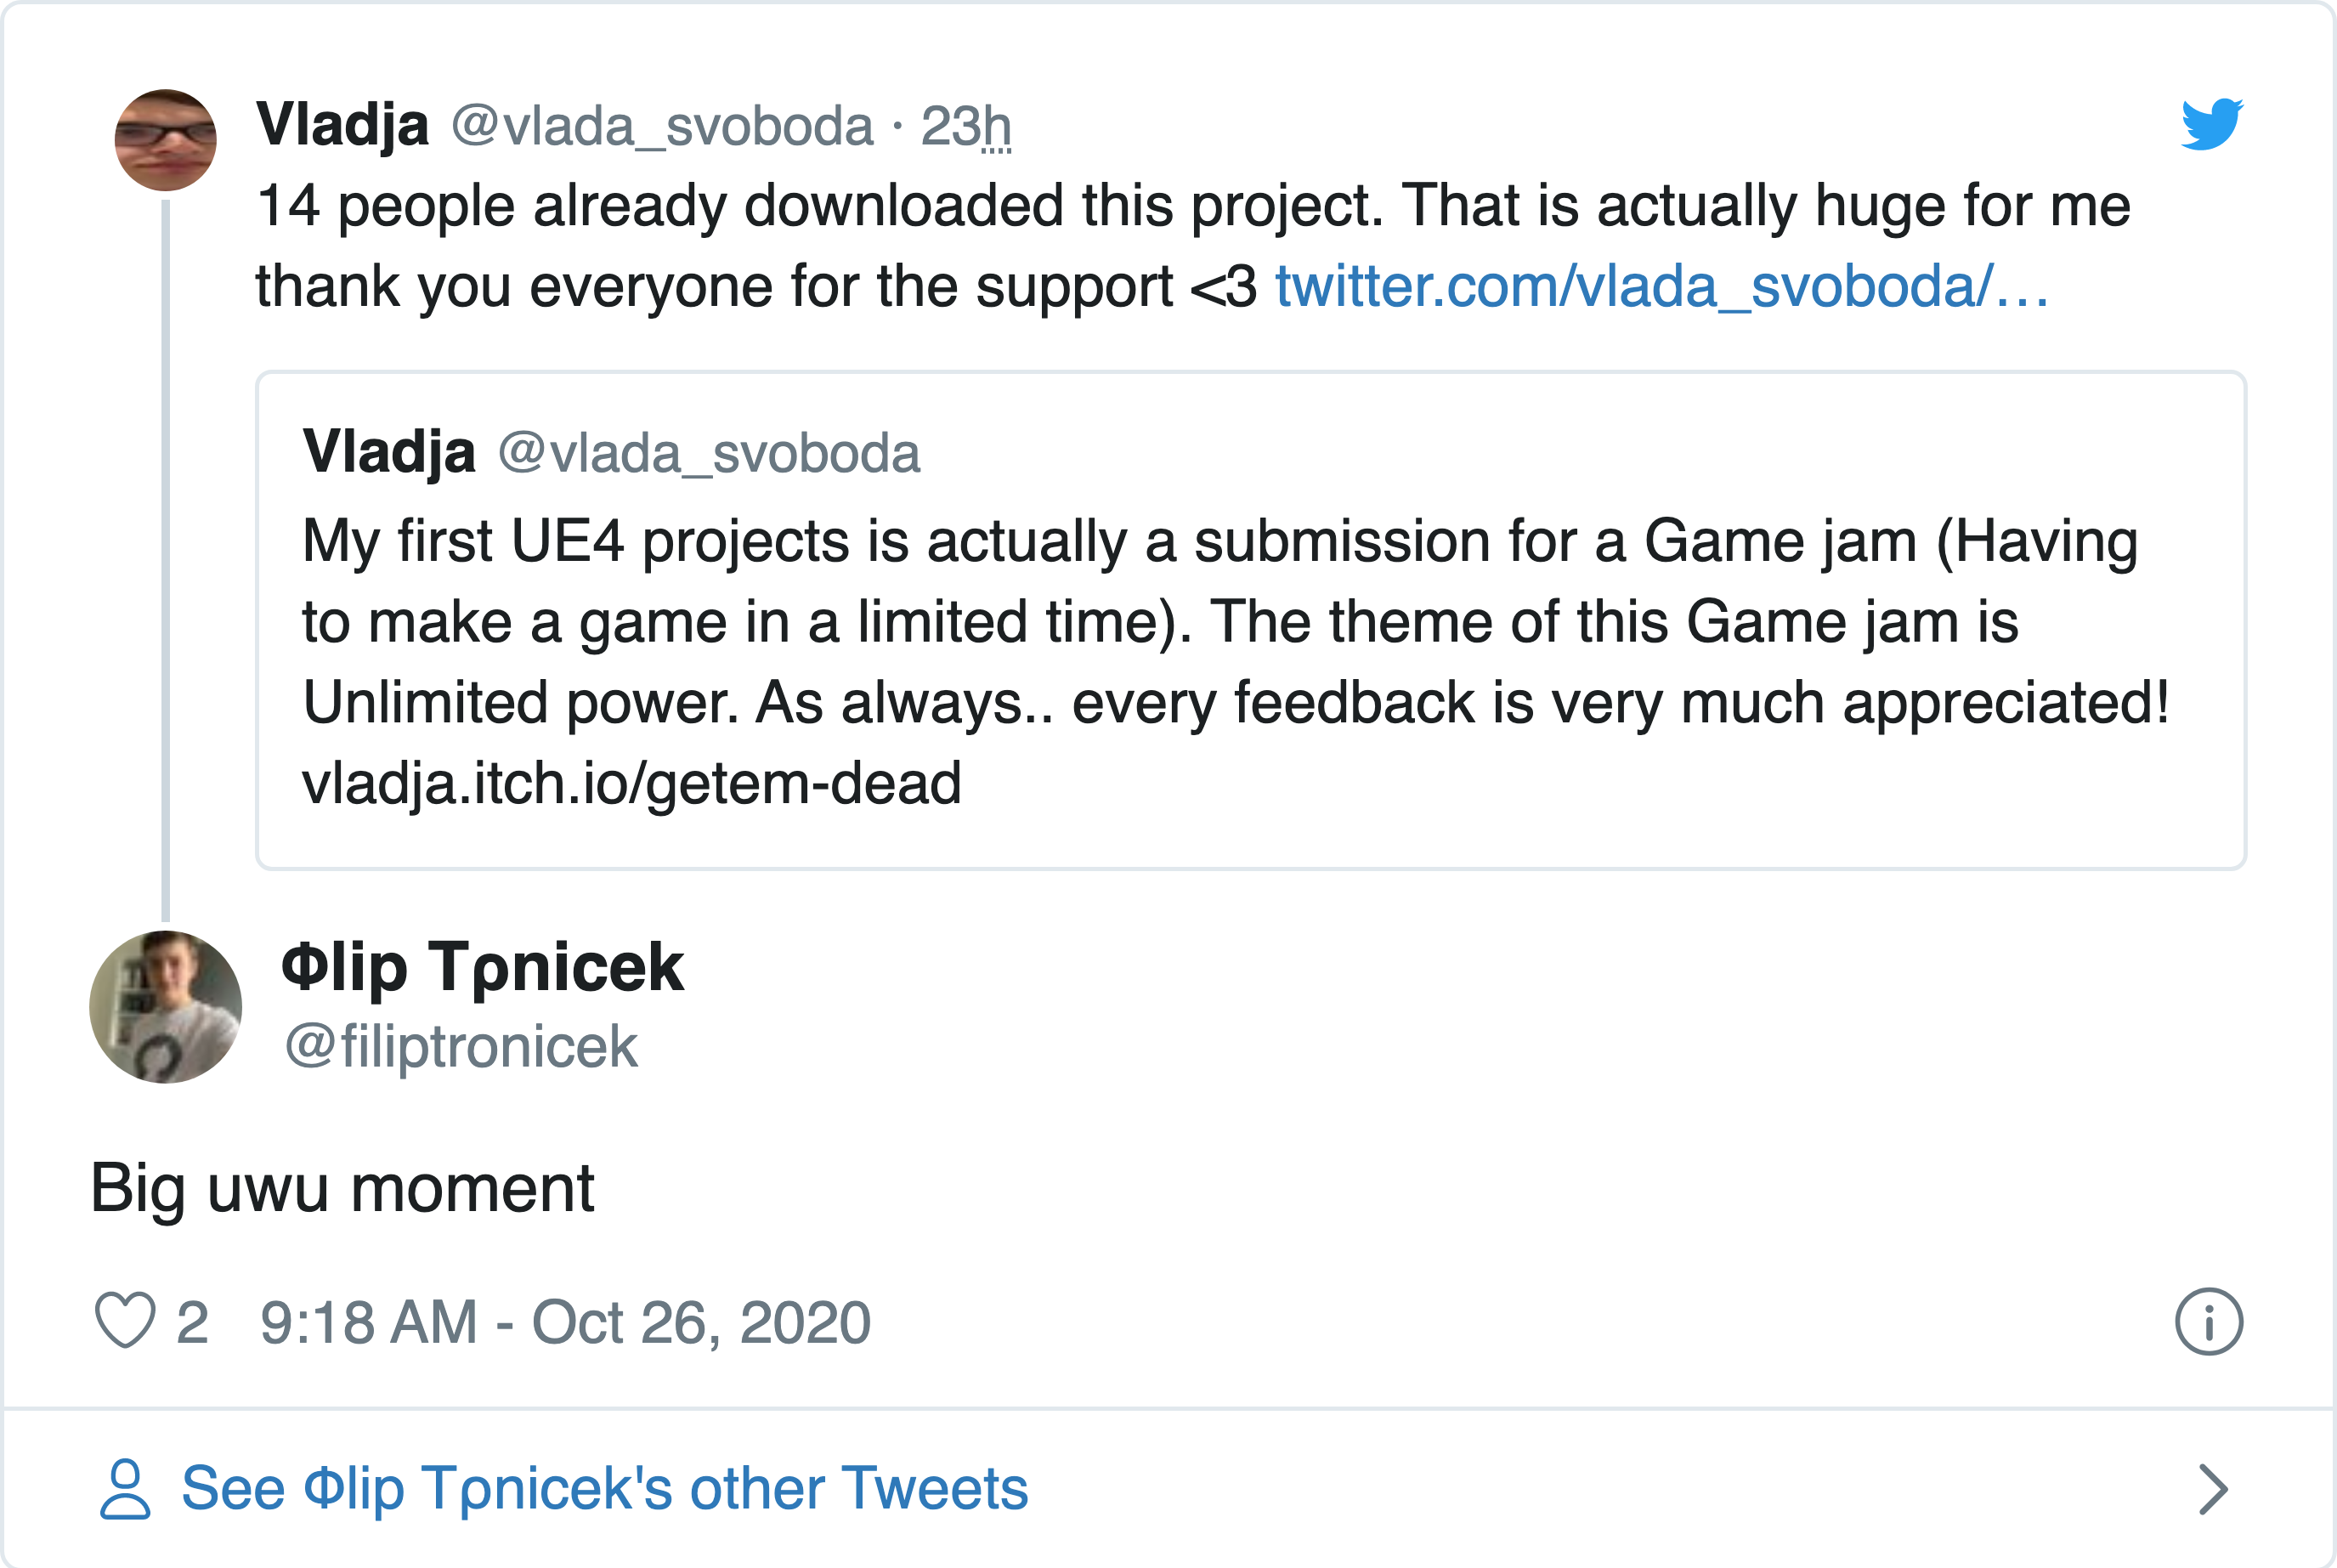 Vladja @vlada_svoboda · 23h
14 people already downloaded this project. That is actually huge for me
thank you everyone for the support <3 twitter.com/vlada_svoboda/…
Vladja @vlada_svoboda
My first UE4 projects is actually a submission for a Game jam (Having
to make a game in a limited time). The theme of this Game jam is
Unlimited power. As always.. every feedback is very much appreciated!
vladja.itch.io/getem-dead
Φlip Tρnicek
@filiptronicek
Big uwu moment
2 9:18 AM - Oct 26, 2020
See Φlip Tρnicek's other Tweets